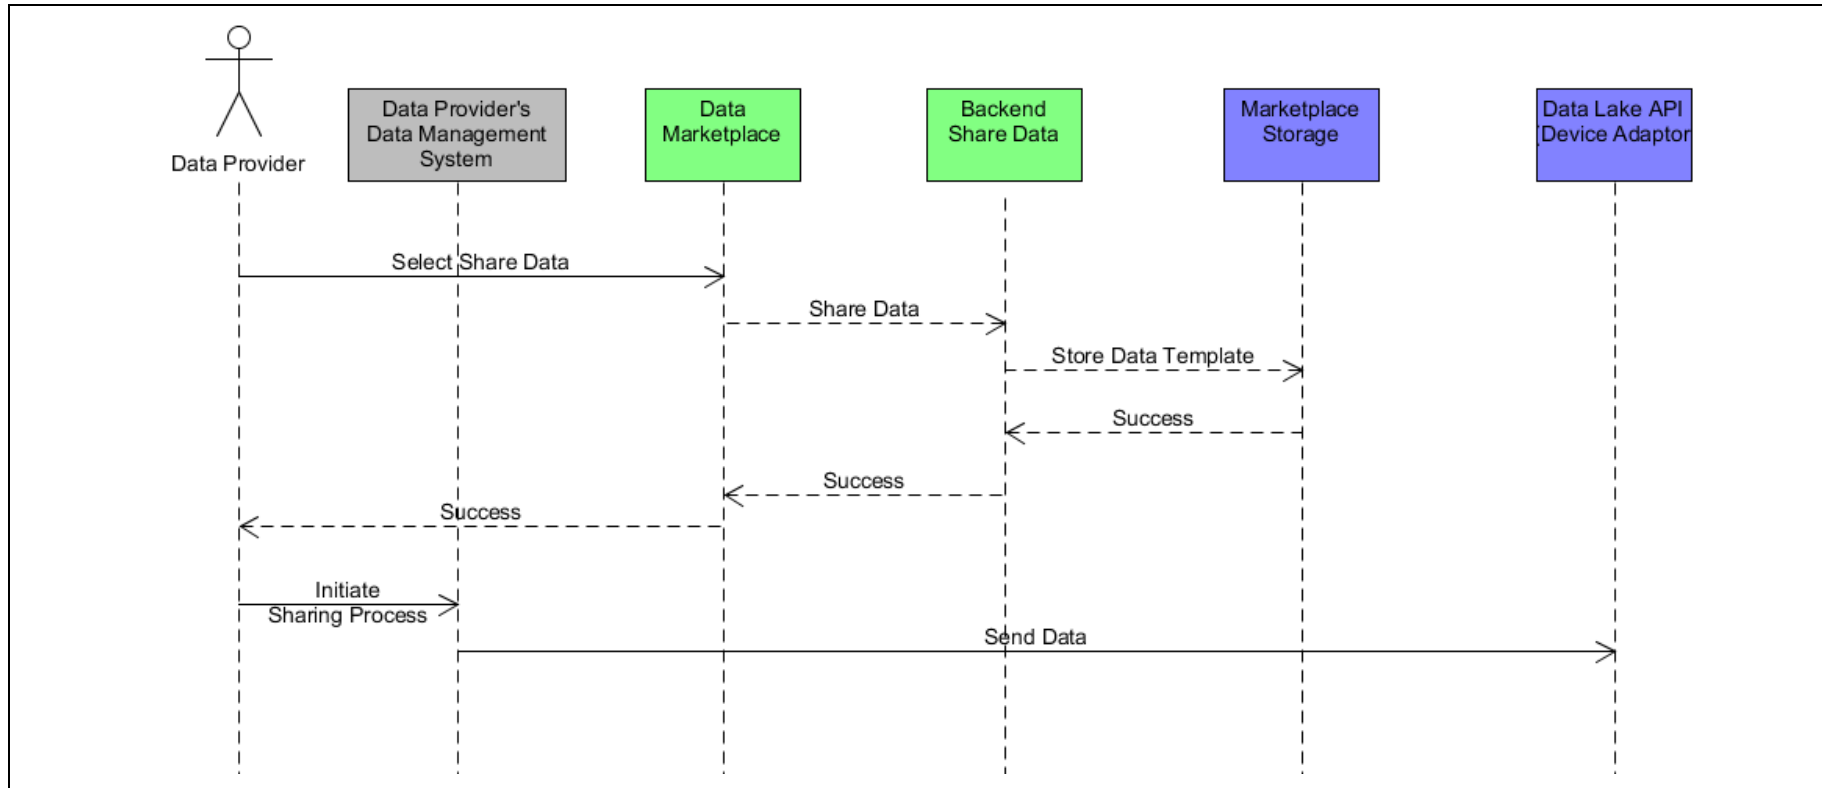 Data Provider
Data Provider's
Data Management
System
Data
Marketplace
Backend
Share Data
Marketplace
Storage
Data Lake API
(Device Adaptor
Select Share Data
Share Data
Store Data Template
Success
Success
Success
Initiate
Sharing Process
Send Data